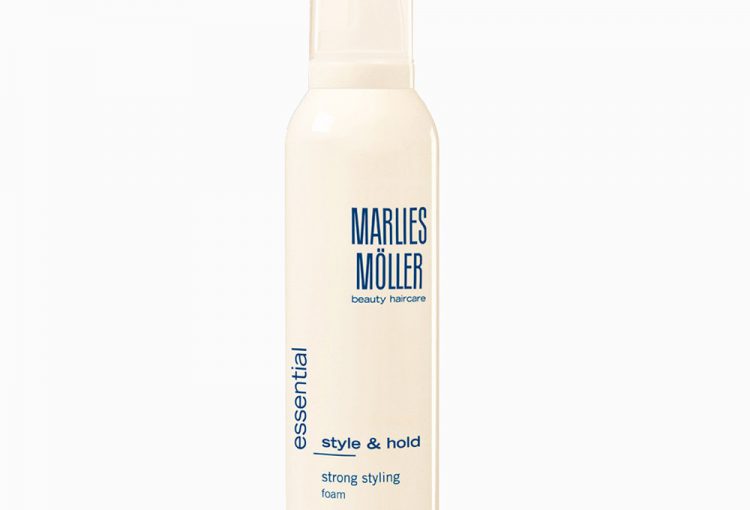 MARLIES
MÖLLER
beauty haircare
essential
style & hold
strong styling
foam